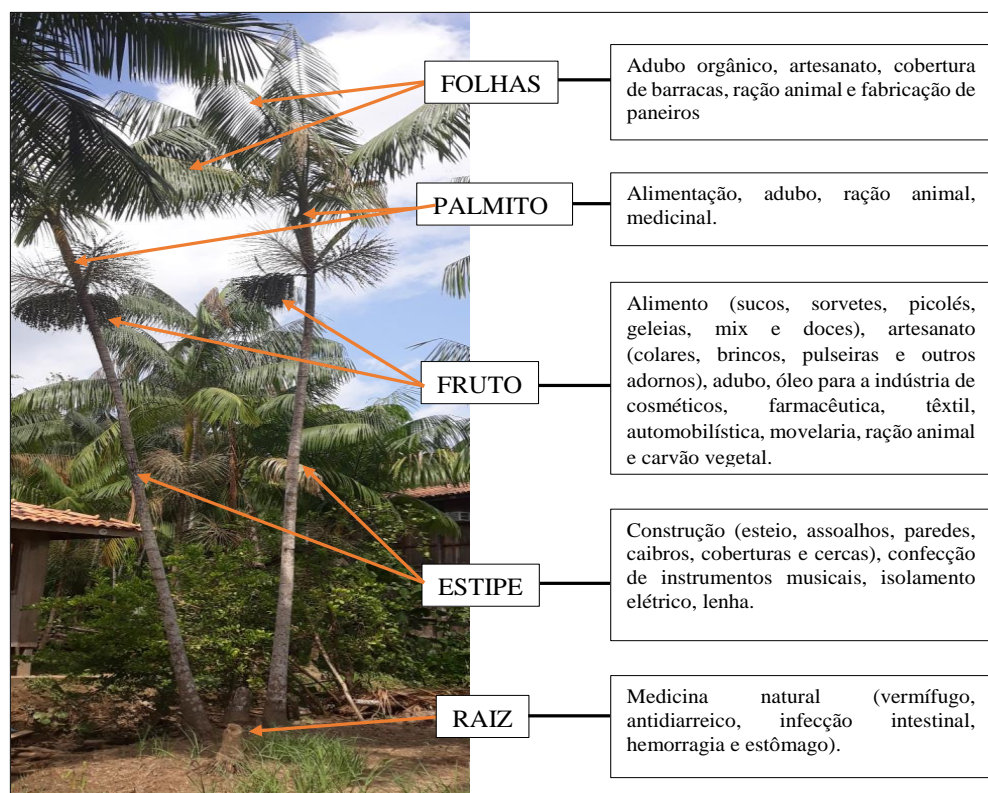 FOLHAS
Adubo orgânico, artesanato, cobertura
de barracas, ração animal e fabricação de
paneiros
PALMITO
Alimentação, adubo, ração animal,
medicinal.
FRUTO
Alimento (sucos, sorvetes, picolés,
geleias, mix e doces), artesanato
(colares, brincos, pulseiras e outros
adornos), adubo, óleo para a indústria de
cosméticos, farmacêutica, têxtil,
automobilística, movelaria, ração animal
e carvão vegetal.
ESTIPE
Construção (esteio, assoalhos, paredes,
caibros, coberturas e cercas), confecção
de instrumentos musicais, isolamento
elétrico, lenha.
RAIZ
Medicina natural (vermífugo,
antidiarreico, infecção intestinal,
hemorragia e estômago).